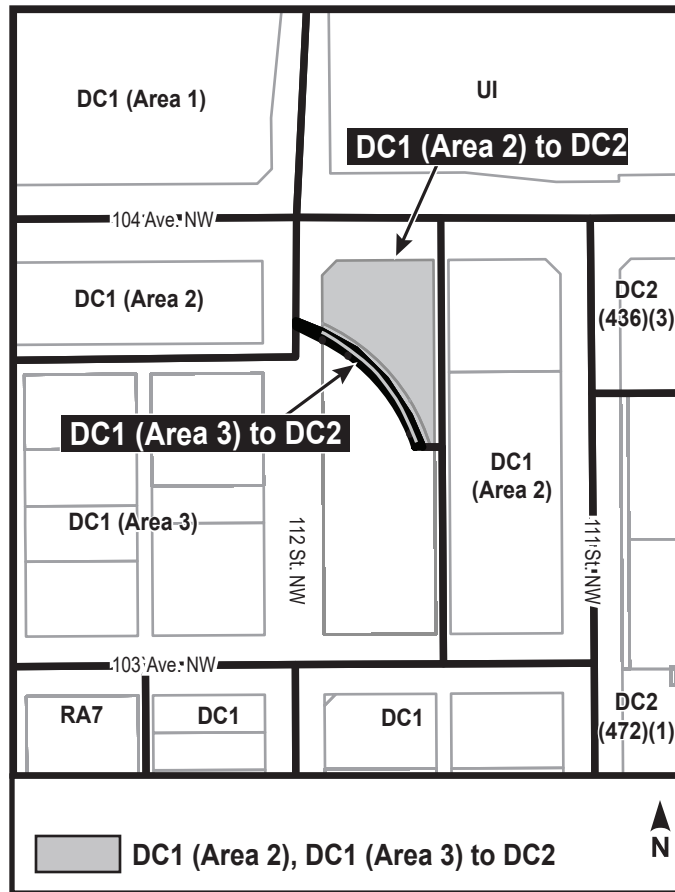 DC1 (Area 1)
UI
DC1 (Area 2) to DC2
104 Ave. NW
DC1 (Area 2)
DC2
(436)(3)
DC1 (Area 3) to DC2
DC1
(Area 2)
DC1 (Area 3)
112 St. NW
111 St. NW
103 Ave. NW
RA7
DC1
DC1
DC2
(472)(1)
N
DC1 (Area 2), DC1 (Area 3) to DC2